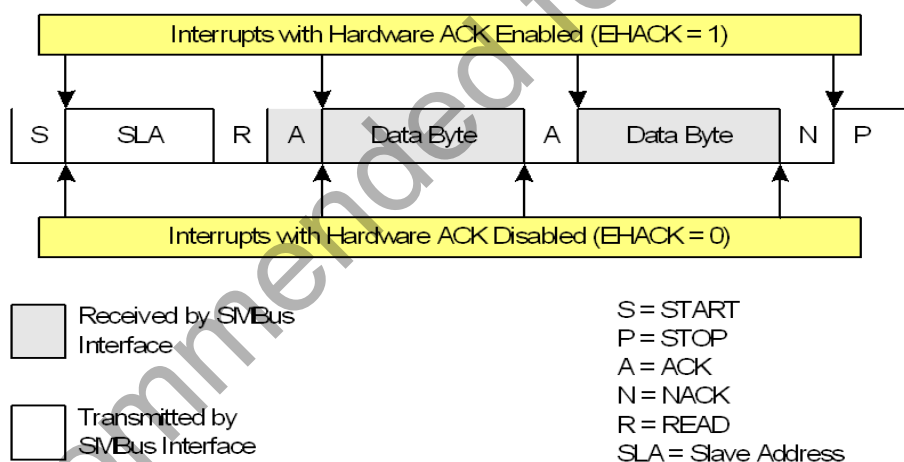 Interrupts with Hardware ACK Enabled (EHACK = 1)
S SLA R A Data Byte A Data Byte N P
Interrupts with Hardware ACK Disabled (EHACK = 0)
Received by SMBus
Interface
Transmitted by
SMBus Interface
S = START
P = STOP
A = ACK
N = NACK
R = READ
SLA = Slave Address